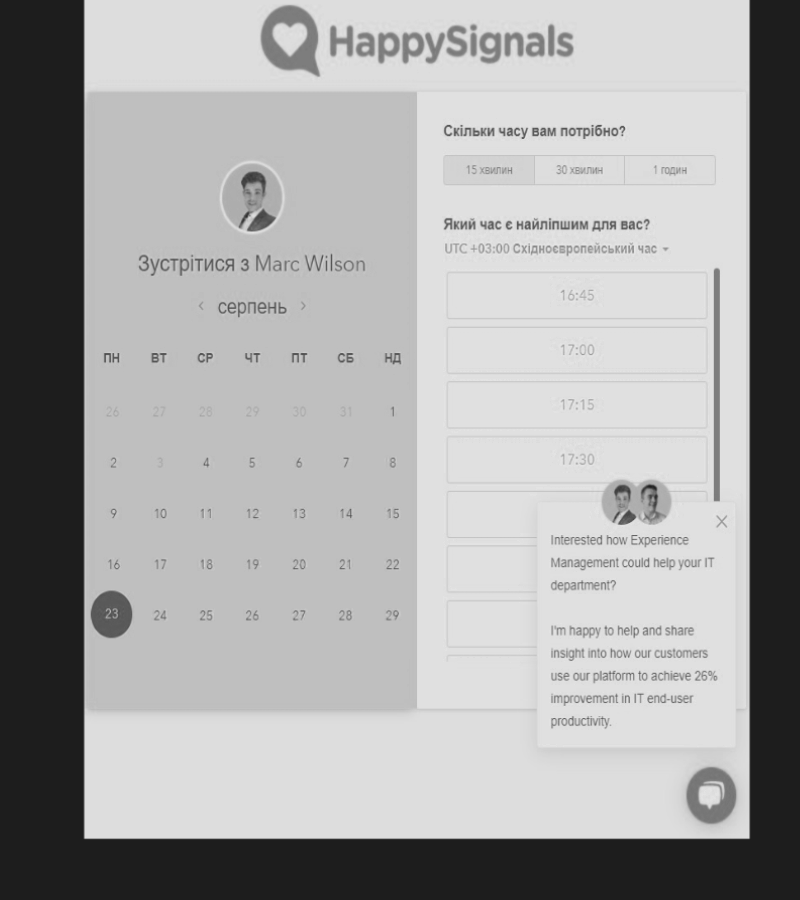 HappySignals
Зустрітися з Marc Wilson
серпень
ПН ВТ СР ЧТ ПТ СБ НД
26 27 28 29 30 31 1
2 3 4 5 6 7 8
9 10 11 12 13 14 15
16 17 18 19 20 21 22
23 24 25 26 27 28 29
Скільки часу вам потрібно?
15 хвилин 30 хвилин 1 годин
Який час є найліпшим для вас?
UTC +03:00 Східноєвропейський час
16:45
17:00
17:15
17:30
Interested how Experience
Management could help your IT
department?
I'm happy to help and share
insight into how our customers
use our platform to achieve 26%
improvement in IT end-user
productivity.